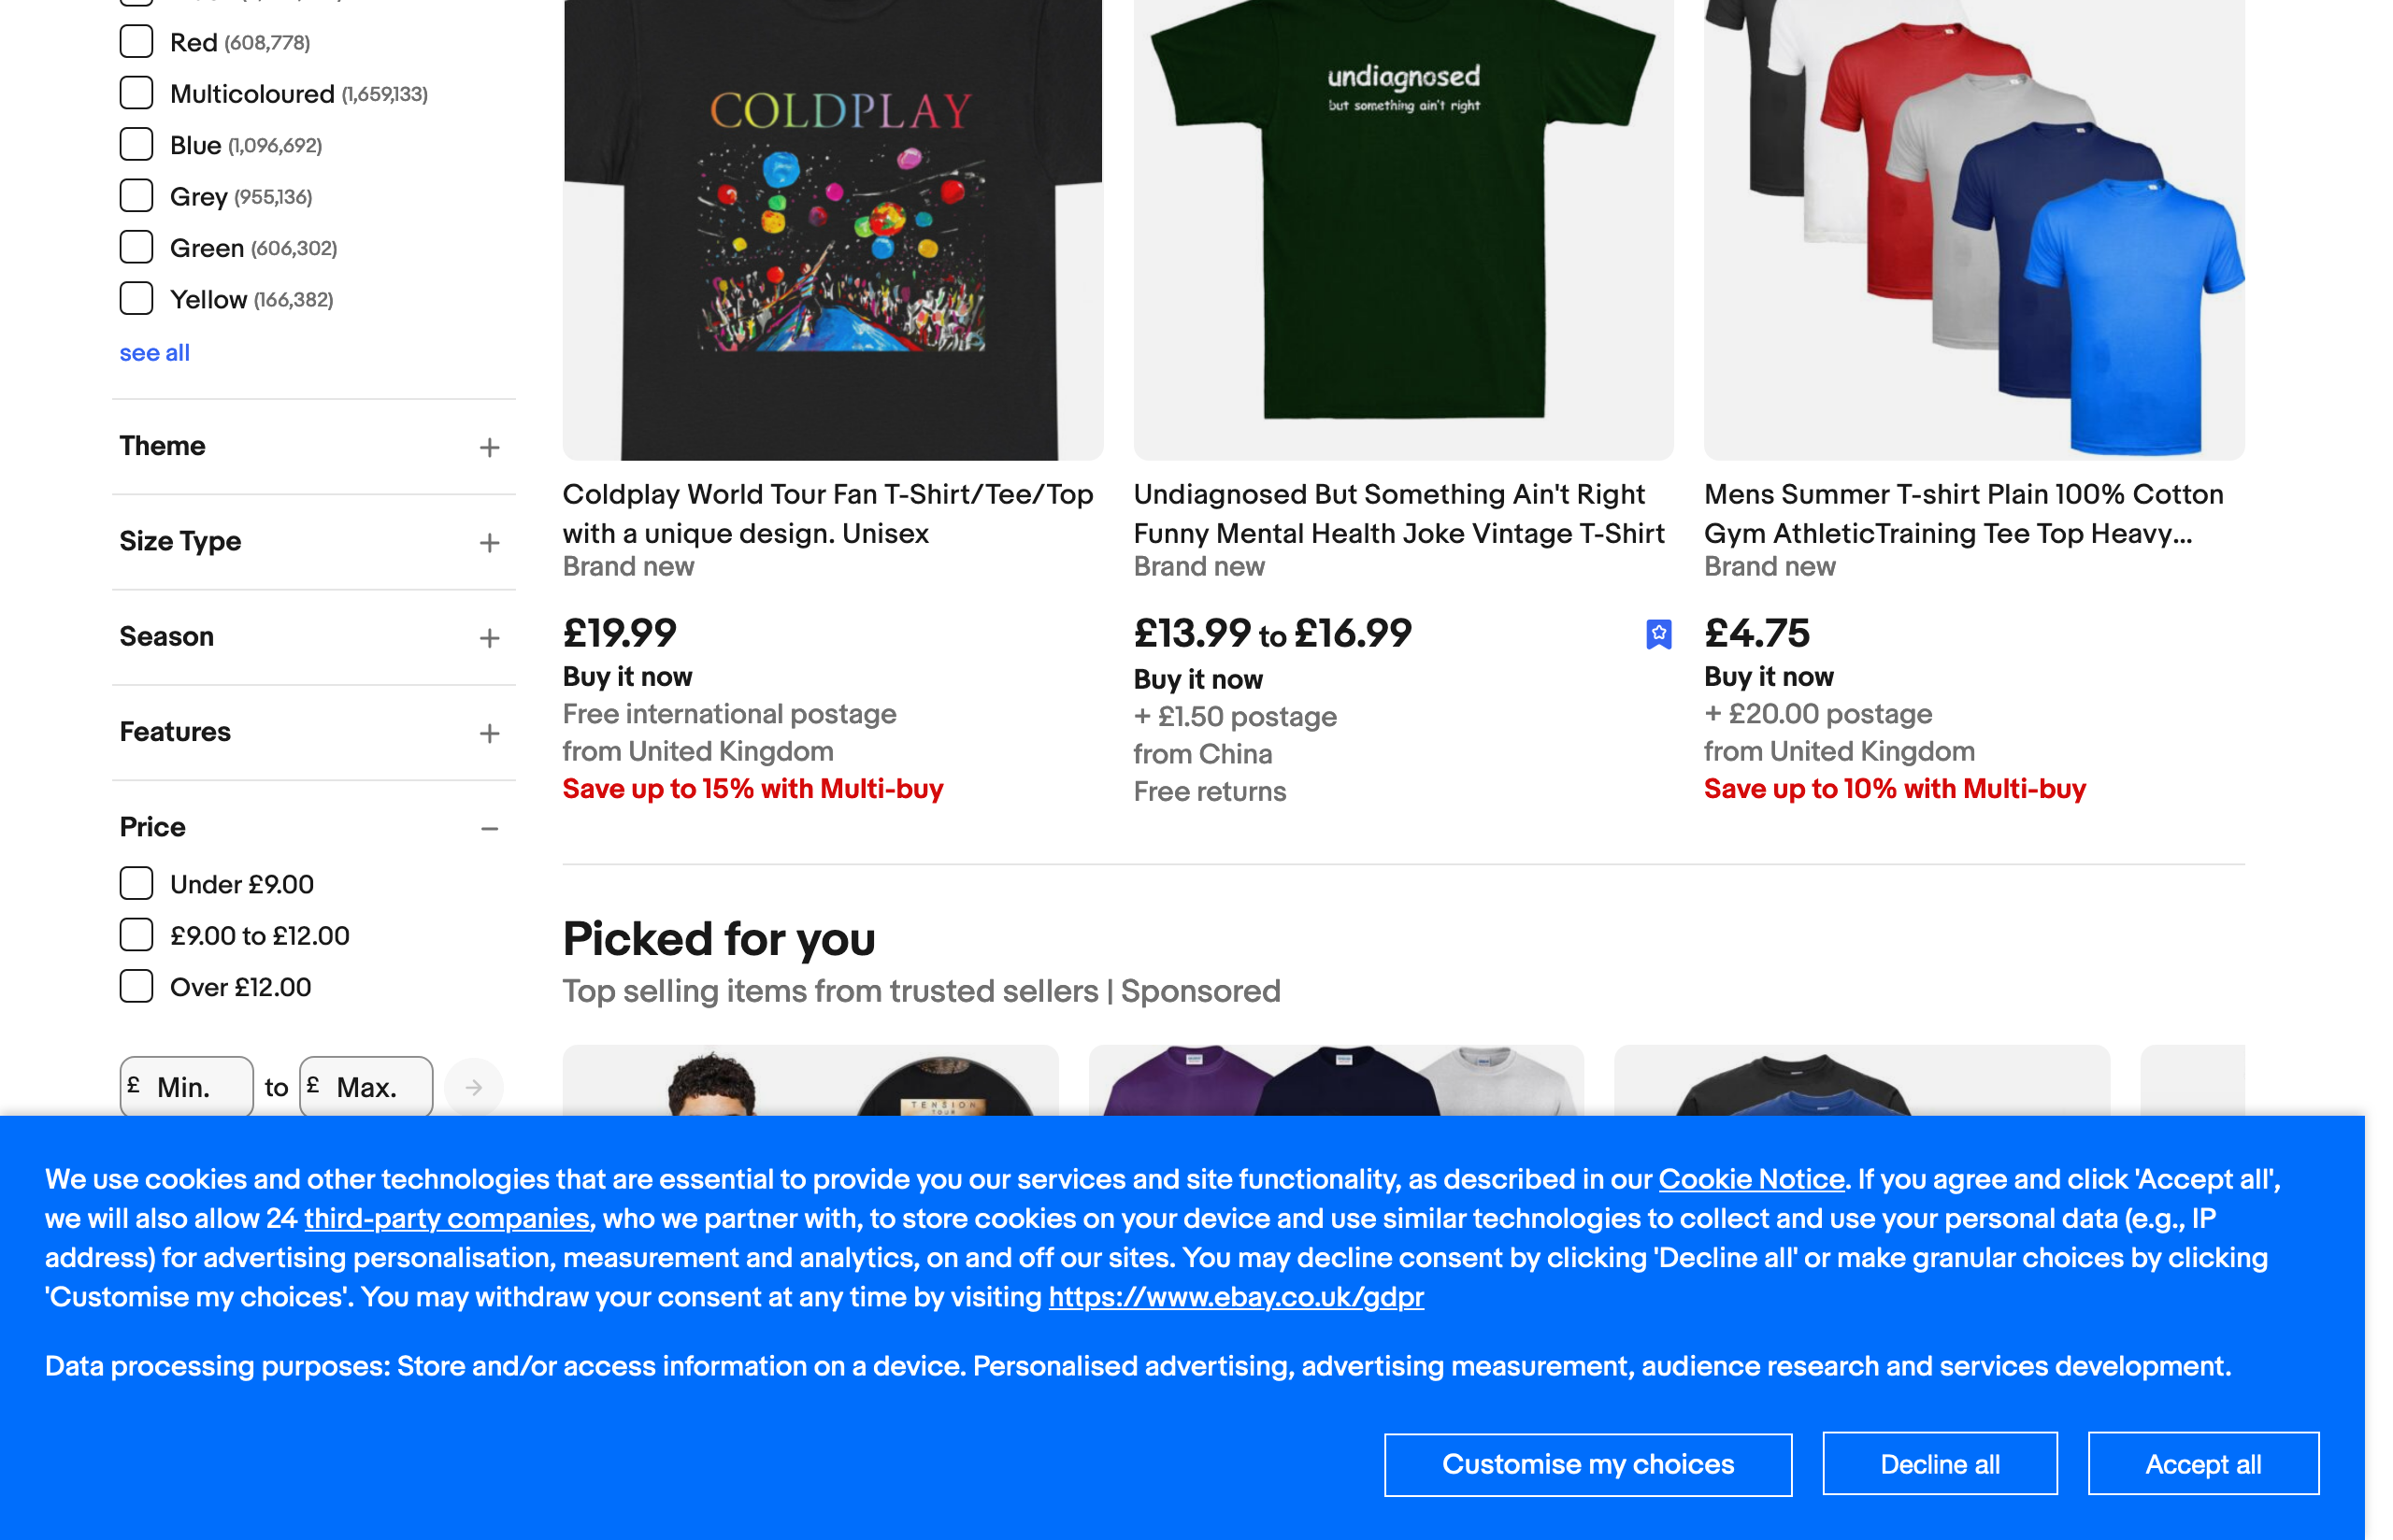 Red (608,778)
Multicoloured (1,659,133)
Blue (1,096,692)
Grey (955,136)
Green (606,302)
Yellow (166,382)
see all
Theme
Size Type
Season
Features
Price
Under £9.00
£9.00 to £12.00
Over £12.00
£ Min. to £ Max.
COLDPLAY
Coldplay World Tour Fan T-Shirt/Tee/Top
with a unique design. Unisex
Brand new
£19.99
Buy it now
Free international postage
from United Kingdom
Save up to 15% with Multi-buy
undiagnosed
but something ain't right
Undiagnosed But Something Ain't Right
Funny Mental Health Joke Vintage T-Shirt
Brand new
£13.99 to £16.99
Buy it now
+ £1.50 postage
from China
Free returns
Mens Summer T-shirt Plain 100% Cotton
Gym AthleticTraining Tee Top Heavy...
Brand new
£4.75
Buy it now
+ £20.00 postage
from United Kingdom
Save up to 10% with Multi-buy
Picked for you
Top selling items from trusted sellers | Sponsored
TENSION
TOUR
We use cookies and other technologies that are essential to provide you our services and site functionality, as described in our Cookie Notice. If you agree and click 'Accept all',
we will also allow 24 third-party companies, who we partner with, to store cookies on your device and use similar technologies to collect and use your personal data (e.g., IP
address) for advertising personalisation, measurement and analytics, on and off our sites. You may decline consent by clicking 'Decline all' or make granular choices by clicking
'Customise my choices'. You may withdraw your consent at any time by visiting https://www.ebay.co.uk/gdpr
Data processing purposes: Store and/or access information on a device. Personalised advertising, advertising measurement, audience research and services development.
Customise my choices
Decline all
Accept all